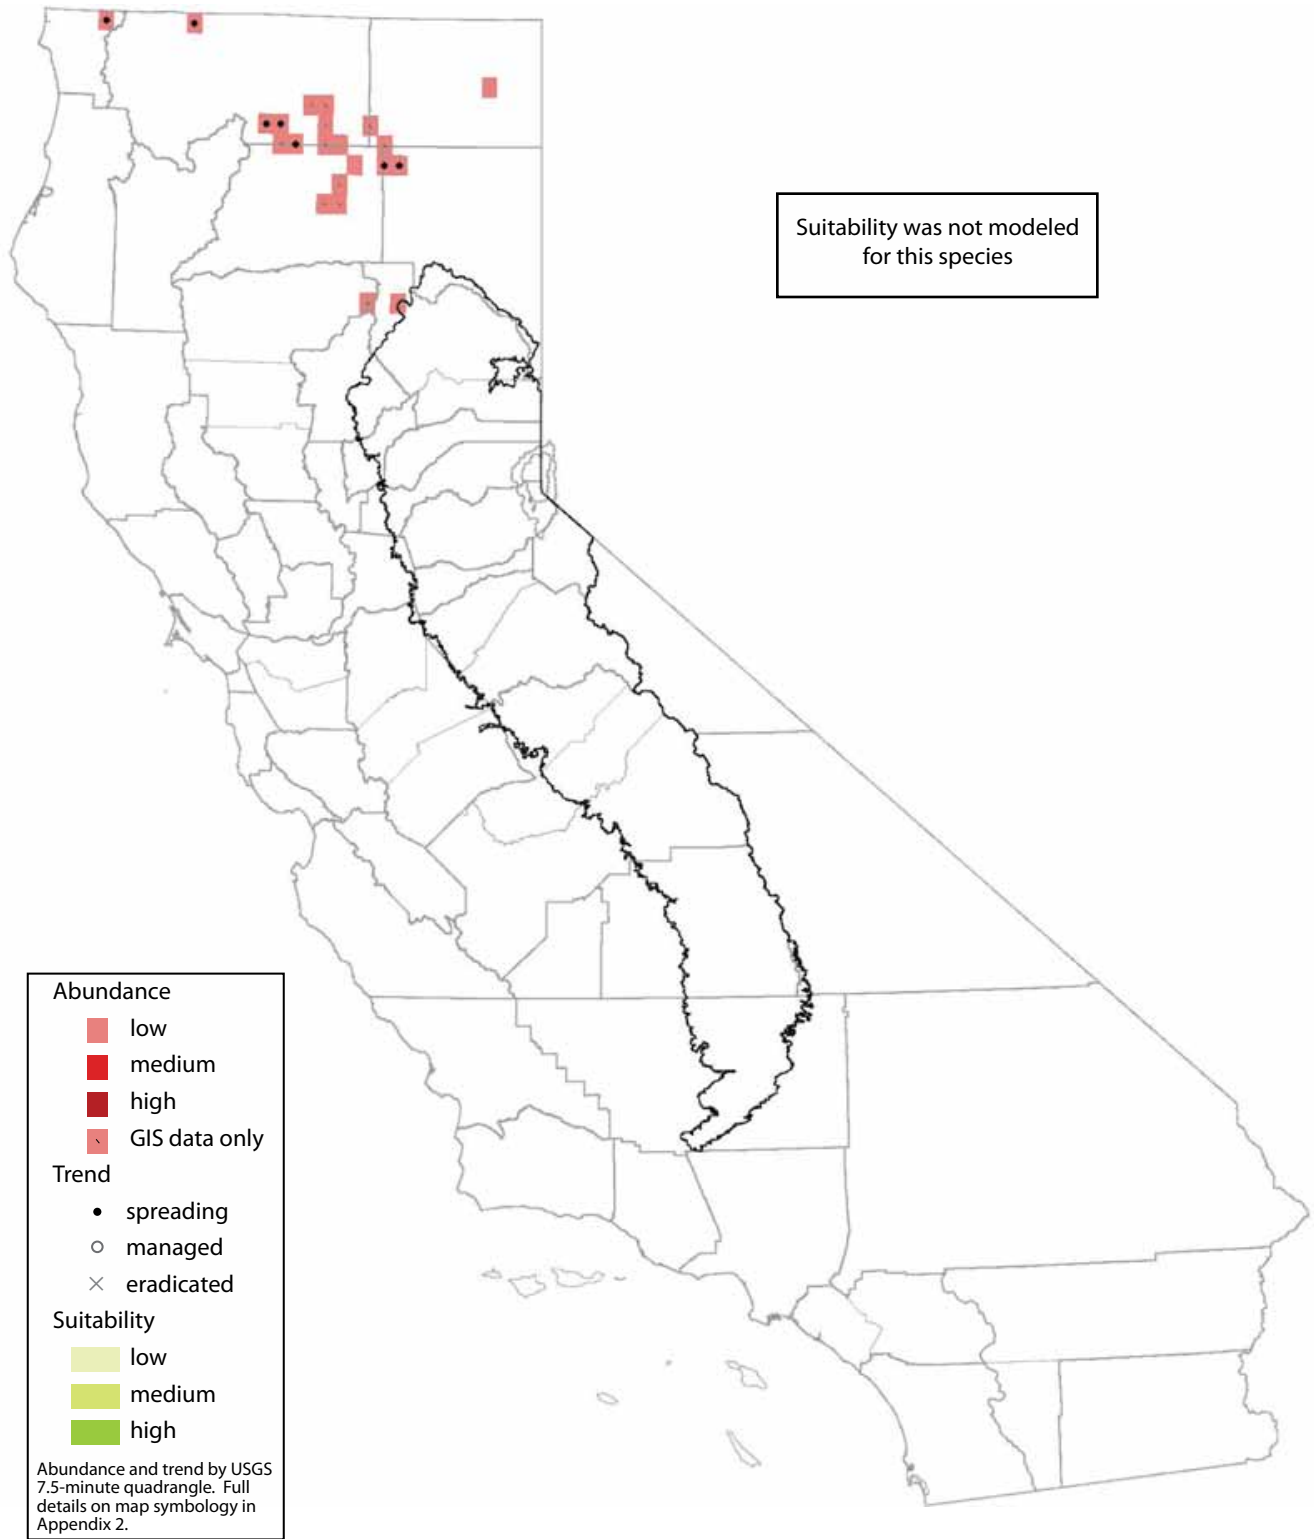 Suitability was not modeled
for this species
Abundance
low
medium
high
GIS data only
Trend
spreading
managed
eradicated
Suitability
low
medium
high
Abundance and trend by USGS
7.5-minute quadrangle. Full
details on map symbology in
Appendix 2.